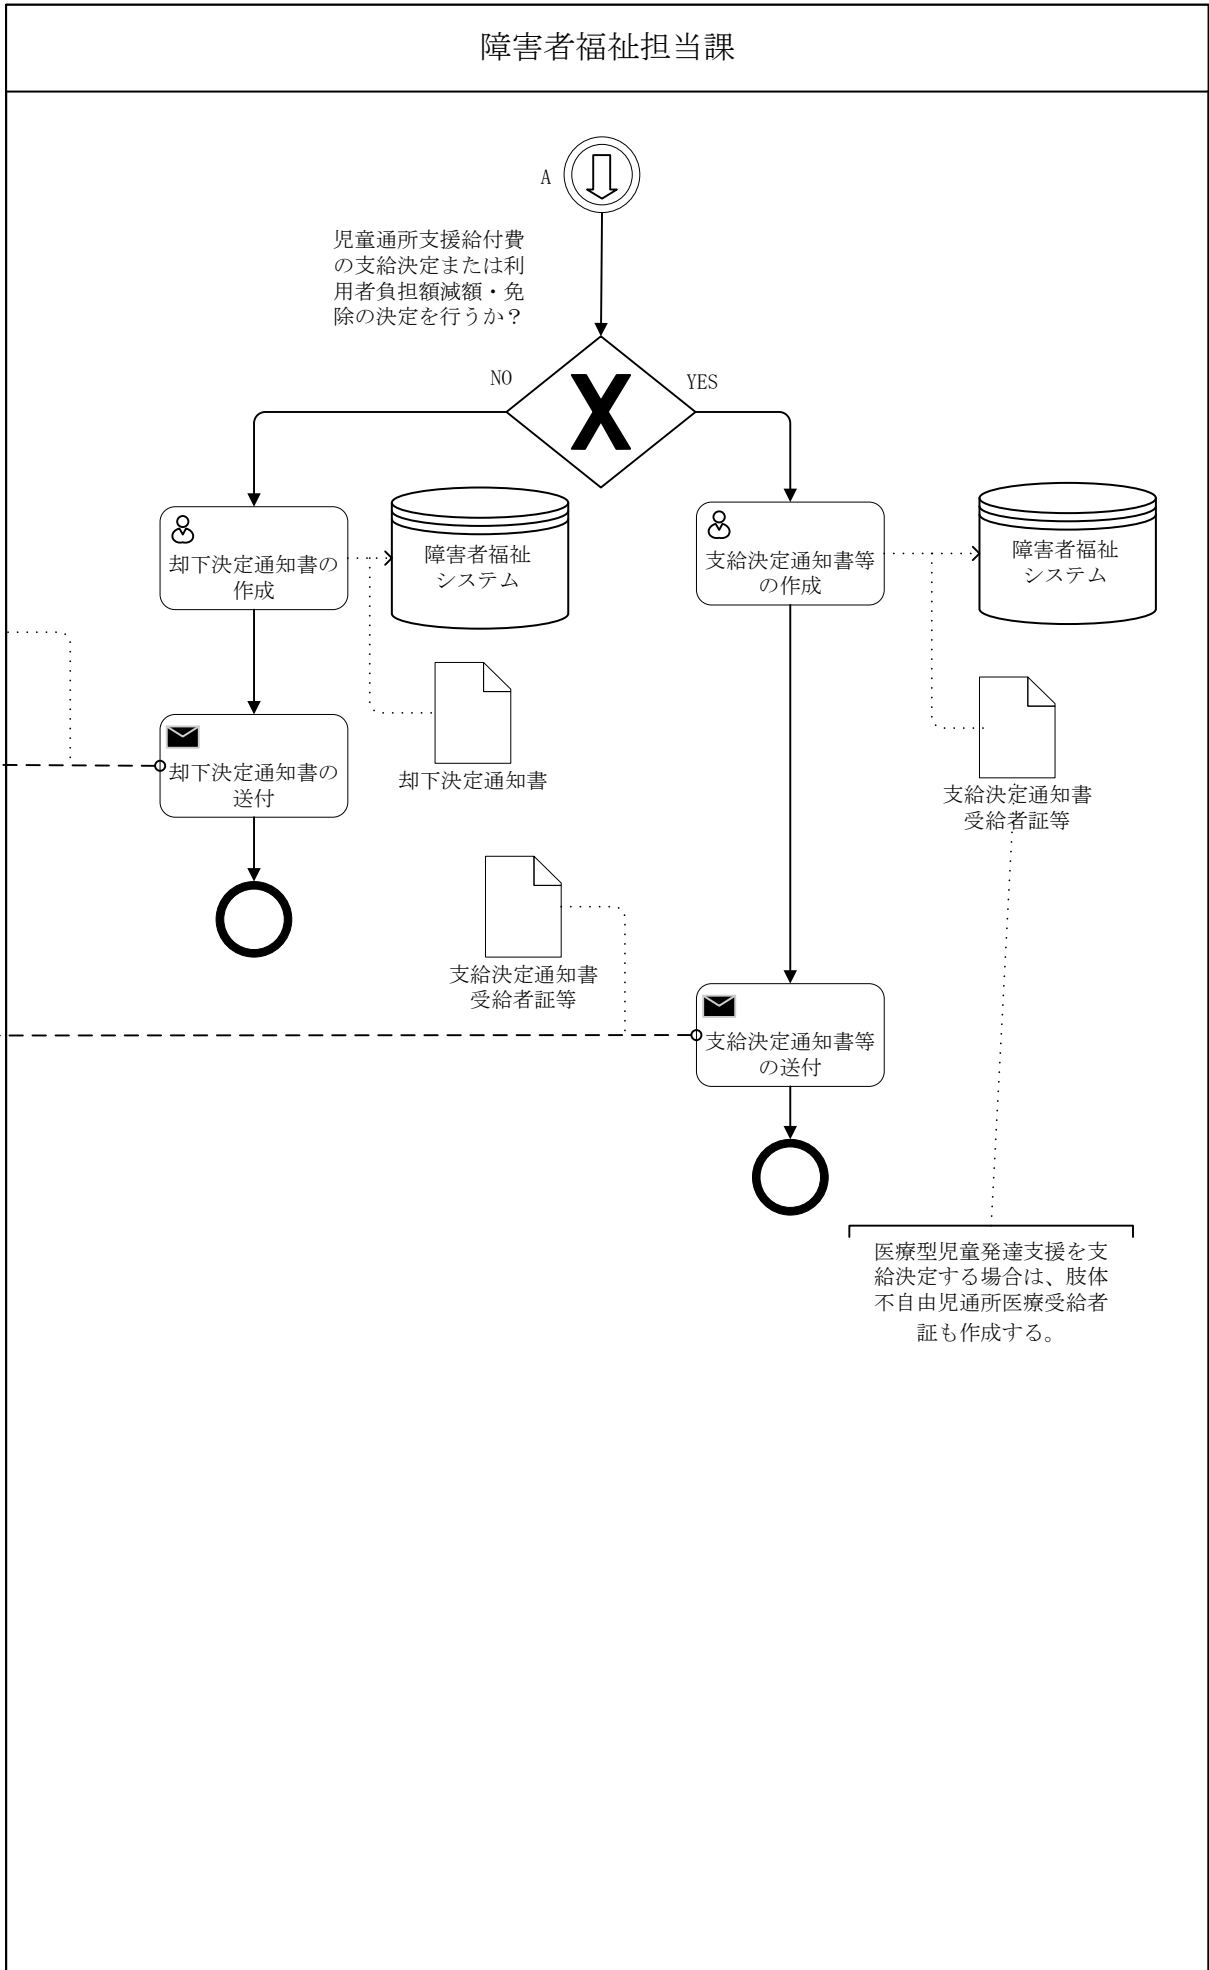 障害者福祉担当課
A
児童通所支援給付費
の支給決定または利
用者負担額減額・免
除の決定を行うか？
NO
YES
却下決定通知書の
作成
障害者福祉
システム
支給決定通知書等
の作成
障害者福祉
システム
却下決定通知書の
送付
却下決定通知書
支給決定通知書
受給者証等
支給決定通知書
受給者証等
支給決定通知書等
の送付
医療型児童発達支援を支
給決定する場合は、肢体
不自由児通所医療受給者
証も作成する。